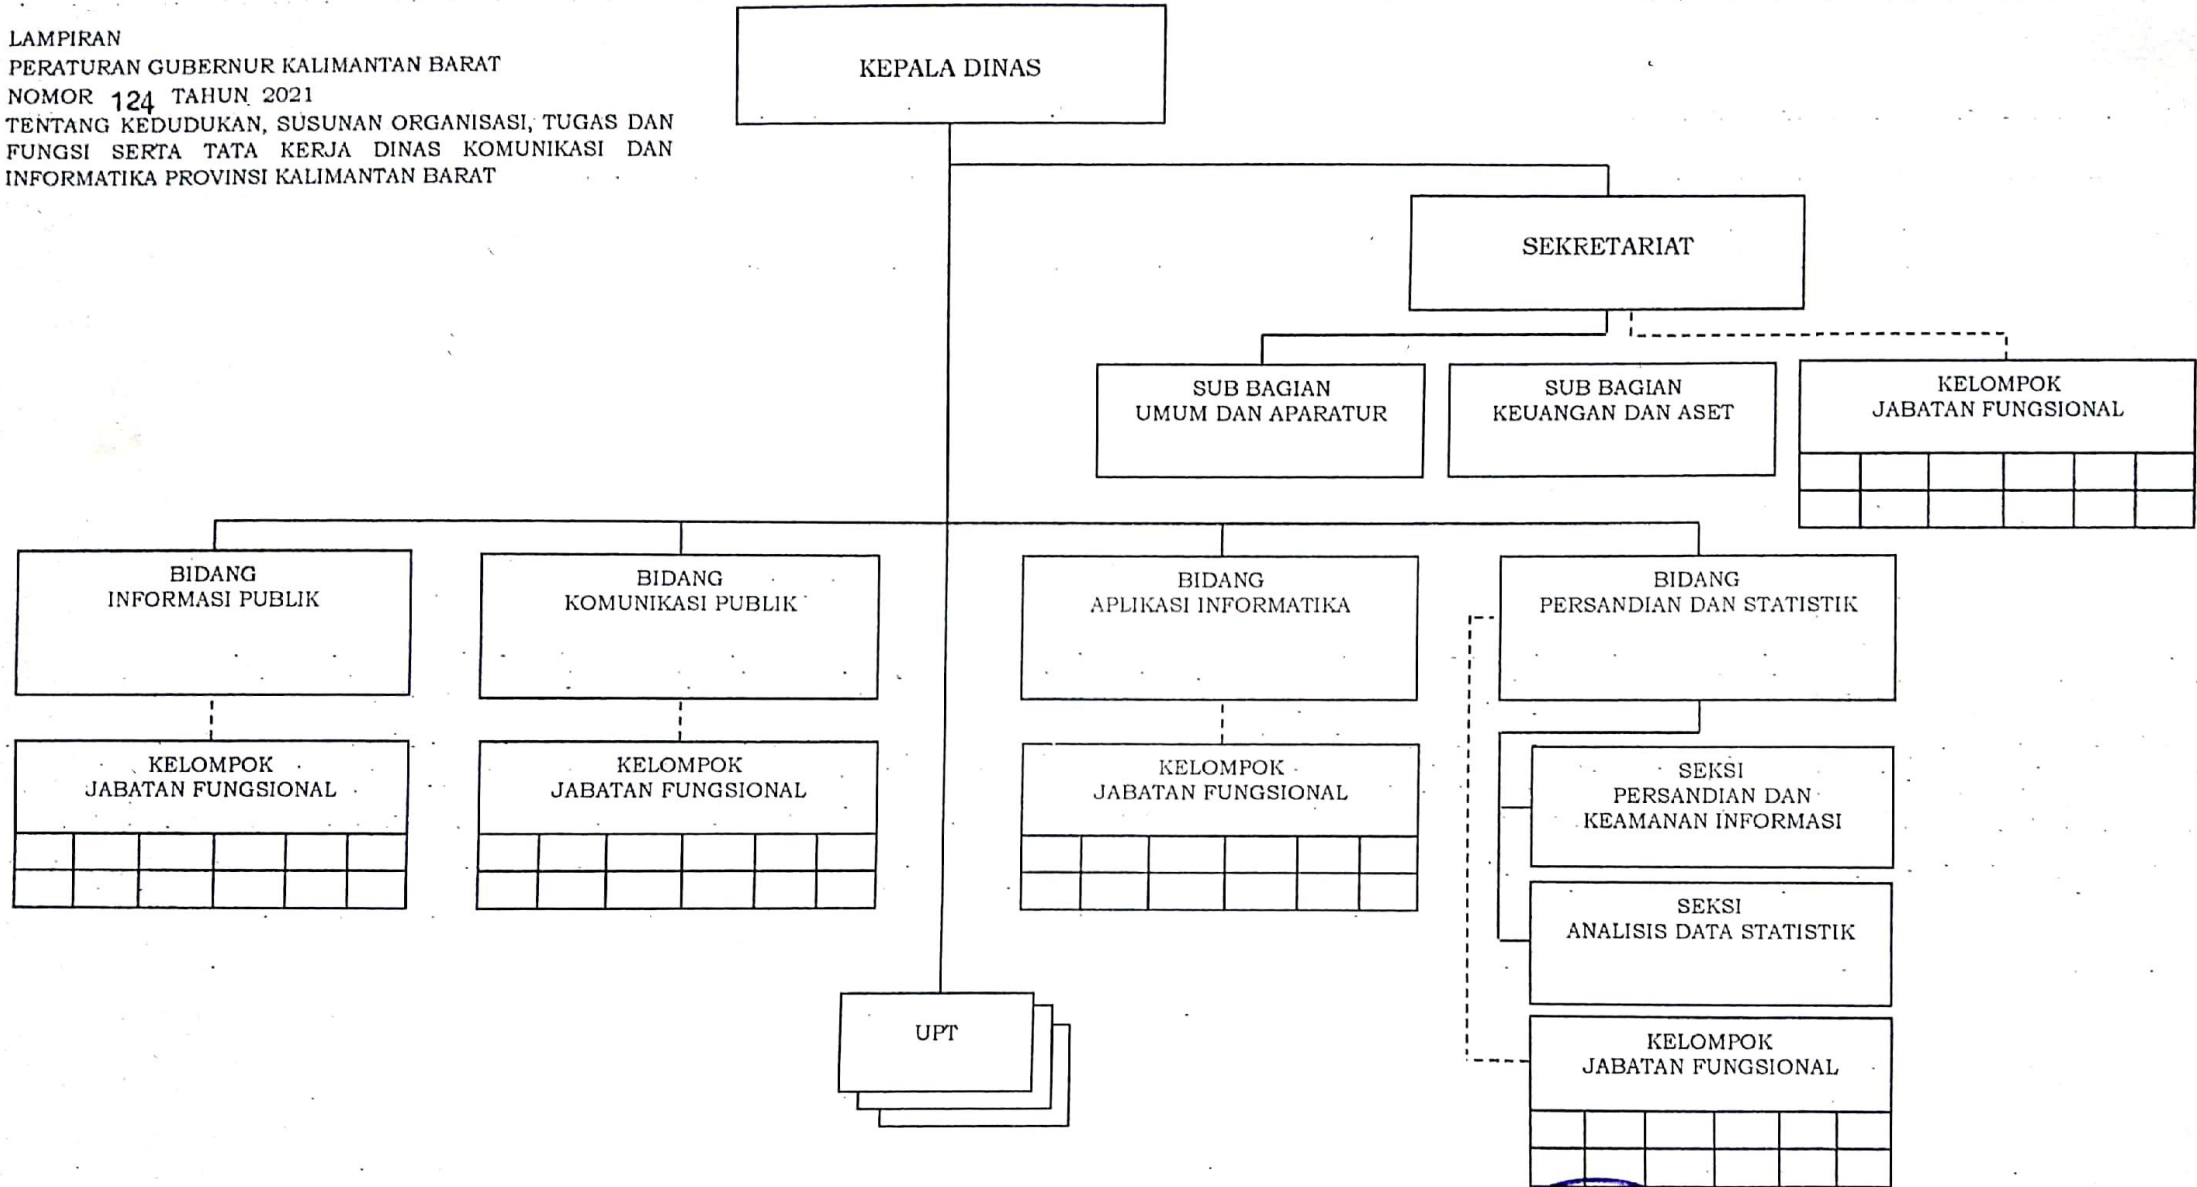 LAMPIRAN
PERATURAN GUBERNUR KALIMANTAN BARAT
NOMOR 124 TAHUN 2021
TENTANG KEDUDUKAN, SUSUNAN ORGANISASI, TUGAS DAN
FUNGSI SERTA TATA KERJA DINAS KOMUNIKASI DAN
INFORMATIKA PROVINSI KALIMANTAN BARAT
KEPALA DINAS
SEKRETARIAT
SUB BAGIAN
UMUM DAN APARATUR
SUB BAGIAN
KEUANGAN DAN ASET
KELOMPOK
JABATAN FUNGSIONAL
BIDANG
INFORMASI PUBLIK
BIDANG
KOMUNIKASI PUBLIK
BIDANG
APLIKASI INFORMATIKA
BIDANG
PERSANDIAN DAN STATISTIK
KELOMPOK
JABATAN FUNGSIONAL
KELOMPOK
JABATAN FUNGSIONAL
KELOMPOK
JABATAN FUNGSIONAL
SEKSI
PERSANDIAN DAN
KEAMANAN INFORMASI
SEKSI
ANALISIS DATA STATISTIK
KELOMPOK
JABATAN FUNGSIONAL
UPT